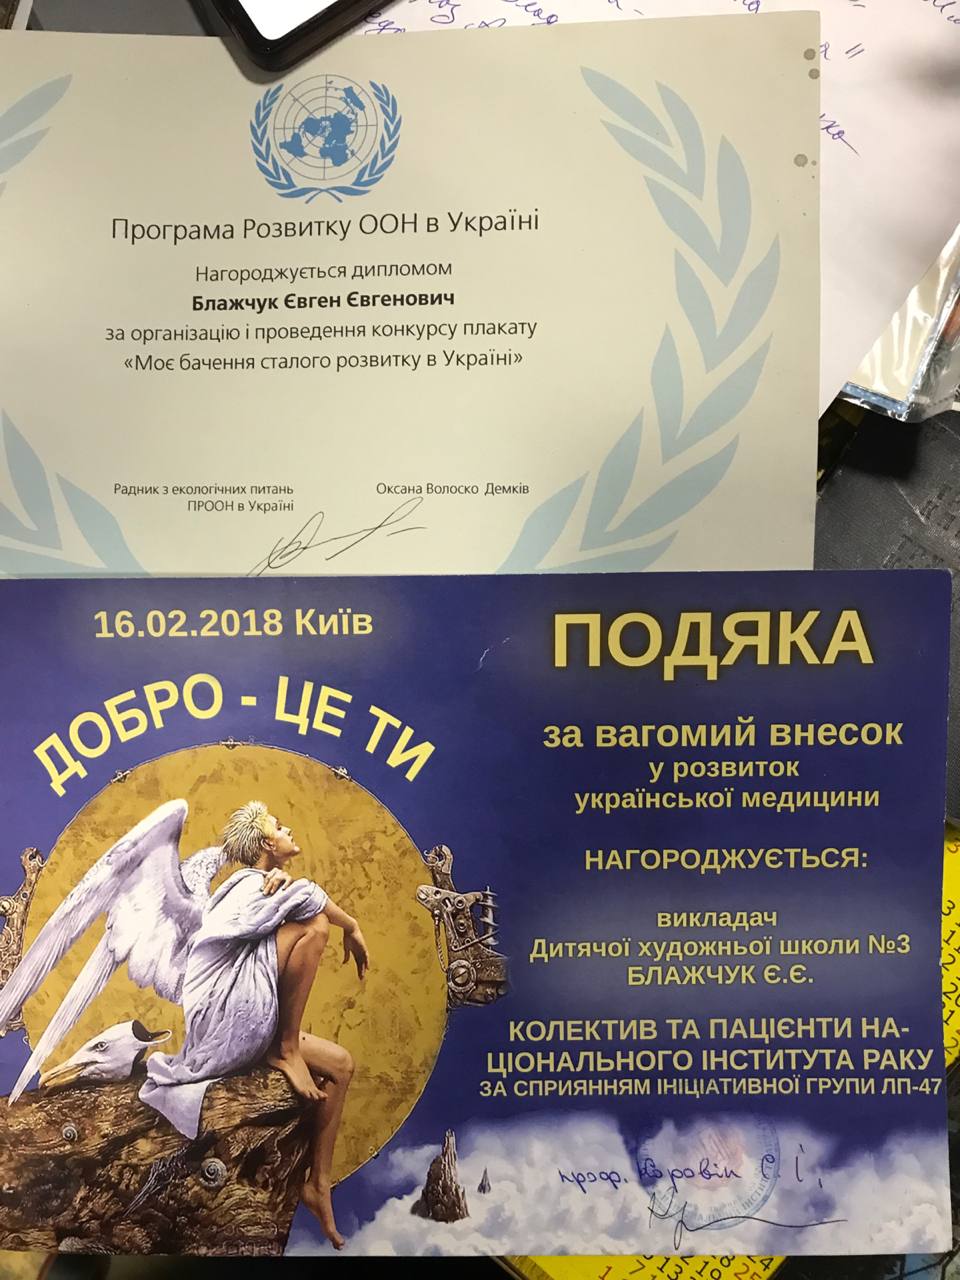 Програма Розвитку ООН в Україні
Нагороджується дипломом
Блажчук Євген Євгенович
за організацію і проведення конкурсу плакату
«Моє бачення сталого розвитку в Україні»
Радник з екологічних питань
ПРООН в Україні
Оксана Волоско Демків
16.02.2018 Київ
ДОБРО - ЦЕ ТИ
ПОДЯКА
за вагомий внесок
у розвиток
української медицини
НАГОРОДЖУЄТЬСЯ:
викладач
Дитячої художньої школи №3
БЛАЖЧУК Є.Є.
КОЛЕКТИВ ТА ПАЦІЄНТИ НА-
ЦІОНАЛЬНОГО ІНСТИТУТА РАКУ
ЗА СПРИЯННЯМ ІНІЦІАТИВНОЇ ГРУПИ ЛП-47
проф.